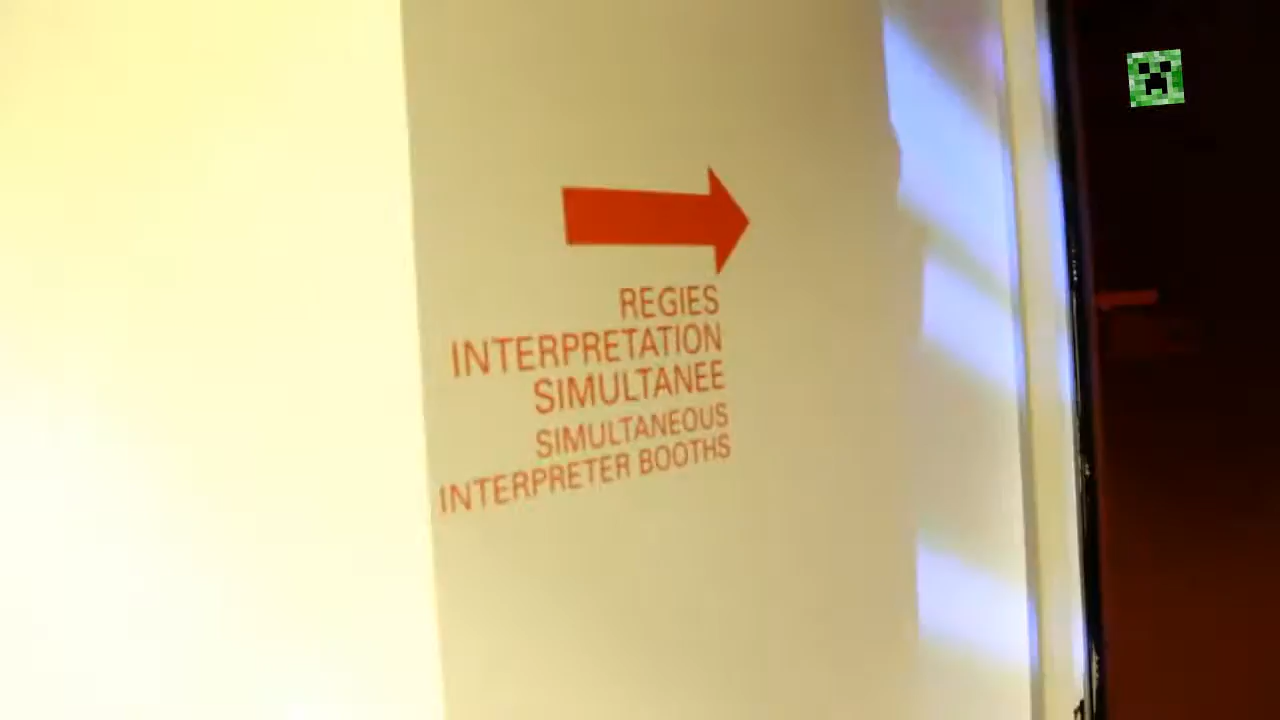 REGIES
INTERPRETATION
SIMULTANEE
SIMULTANEOUS
INTERPRETER BOOTHS